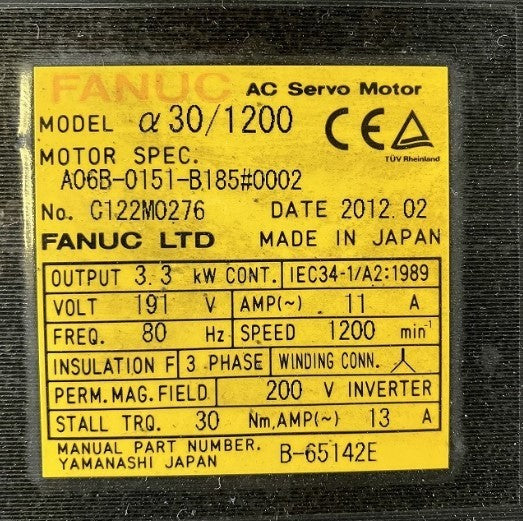 FANUC AC Servo Motor
MODEL α30/1200
CE
TÜV Rheinland
MOTOR SPEC.
A06B-0151-B185#0002
No. C122M0276 DATE 2012.02
FANUC LTD MADE IN JAPAN
OUTPUT 3.3 kW CONT. IEC34-1/A2:1989
VOLT 191 V AMP(~) 11 A
FREQ. 80 Hz SPEED 1200 min⁻¹
INSULATION F 3 PHASE WINDING CONN.
PERM.MAG.FIELD 200 V INVERTER
STALL TRQ. 30 Nm,AMP(~) 13 A
MANUAL PART NUMBER. B-65142E
YAMANASHI JAPAN